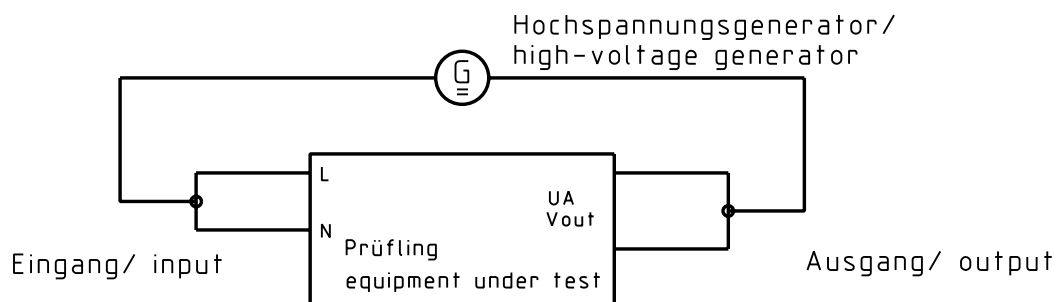 Hochspannungsgenerator/
high-voltage generator
G
L
UA
Vout
N
Prüfling
equipment under test
Eingang/ input
Ausgang/ output